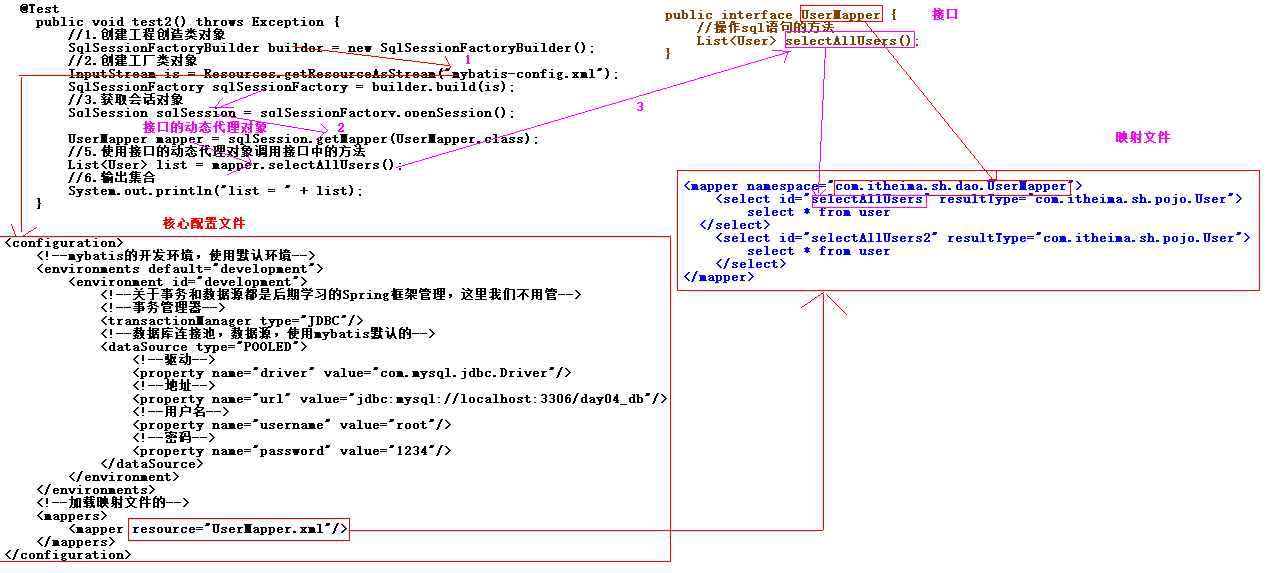 @Test
public void test2() throws Exception {
//1.创建工程创造类对象
SqlSessionFactoryBuilder builder = new SqlSessionFactoryBuilder();
//2.创建工厂类对象
InputStream is = Resources.getResourceAsStream("mybatis-config.xml");
SqlSessionFactory sqlSessionFactory = builder.build(is);
//3.获取会话对象
SqlSession sqlSession = sqlSessionFactory.openSession();
接口的动态代理对象
UserMapper mapper = sqlSession.getMapper(UserMapper.class);
//5.使用接口的动态代理对象调用接口中的方法
List<User> list = mapper.selectAllUsers();
//6.输出集合
System.out.println("list = " + list);
}
1
2
3
public interface UserMapper {
//操作sql语句的方法
List<User> selectAllUsers();
}
接口
映射文件
<mapper namespace="com.itheima.sh.dao.UserMapper">
<select id="selectAllUsers" resultType="com.itheima.sh.pojo.User">
select * from user
</select>
<select id="selectAllUsers2" resultType="com.itheima.sh.pojo.User">
select * from user
</select>
</mapper>
核心配置文件
<configuration>
<!--mybatis的开发环境，使用默认环境-->
<environments default="development">
<environment id="development">
<!--关于事务和数据源都是后期学习的Spring框架管理，这里我们不用管-->
<!--事务管理器-->
<transactionManager type="JDBC"/>
<!--数据库连接池，数据源，使用mybatis默认的-->
<dataSource type="POOLED">
<!--驱动-->
<property name="driver" value="com.mysql.jdbc.Driver"/>
<!--地址-->
<property name="url" value="jdbc:mysql://localhost:3306/day04_db"/>
<!--用户名-->
<property name="username" value="root"/>
<!--密码-->
<property name="password" value="1234"/>
</dataSource>
</environment>
</environments>
<!--加载映射文件的-->
<mappers>
<mapper resource="UserMapper.xml"/>
</mappers>
</configuration>